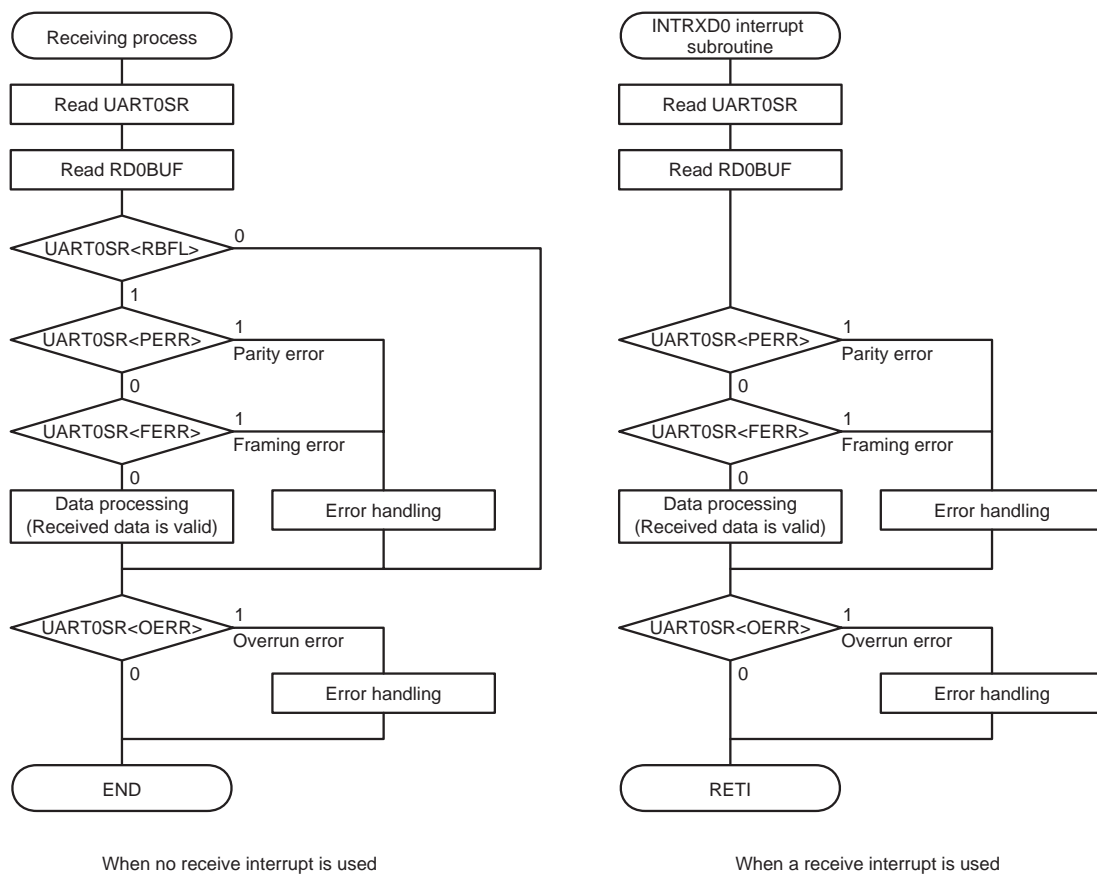 Receiving process
Read UART0SR
Read RD0BUF
UART0SR<RBFL>
0
1
UART0SR<PERR>
1
Parity error
0
UART0SR<FERR>
1
Framing error
0
Data processing
(Received data is valid)
Error handling
UART0SR<OERR>
1
Overrun error
0
Error handling
END
When no receive interrupt is used
INTRXD0 interrupt
subroutine
Read UART0SR
Read RD0BUF
UART0SR<PERR>
1
Parity error
0
UART0SR<FERR>
1
Framing error
0
Data processing
(Received data is valid)
Error handling
UART0SR<OERR>
1
Overrun error
0
Error handling
RETI
When a receive interrupt is used